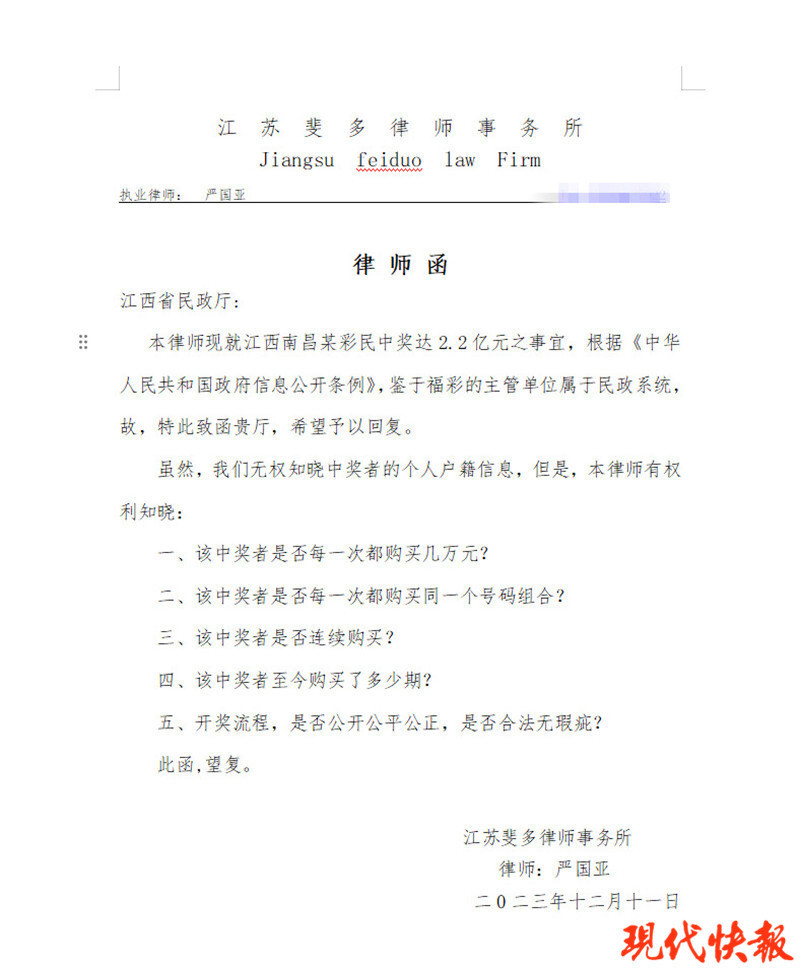 江苏斐多律师事务所
Jiangsu feiduo law Firm
执业律师： 严国亚
律师函
江西省民政厅：
本律师现就江西南昌某彩民中奖达2.2亿元之事宜，根据《中华
人民共和国政府信息公开条例》，鉴于福彩的主管单位属于民政系统，
故，特此致函贵厅，希望予以回复。
虽然，我们无权知晓中奖者的个人户籍信息，但是，本律师有权
利知晓：
一、该中奖者是否每一次都购买几万元？
二、该中奖者是否每一次都购买同一个号码组合？
三、该中奖者是否连续购买？
四、该中奖者至今购买了多少期？
五、开奖流程，是否公开公平公正，是否合法无瑕疵？
此函,望复。
江苏斐多律师事务所
律师：严国亚
二0二三年十二月十一日
現代快報